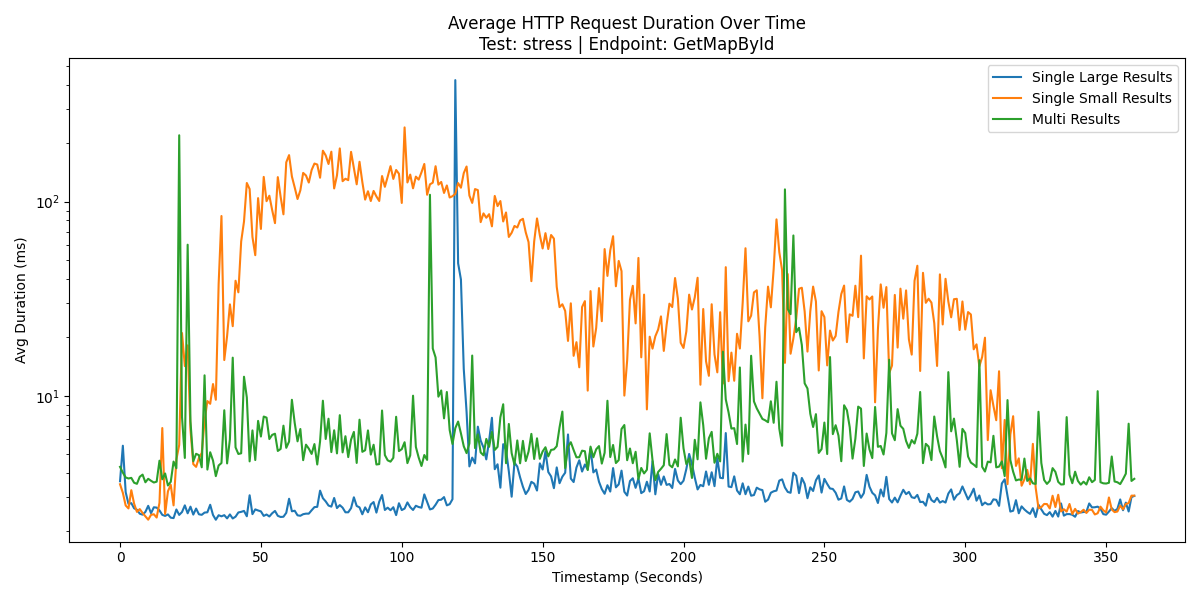 Average HTTP Request Duration Over Time
Test: stress | Endpoint: GetMapById
Single Large Results
Single Small Results
Multi Results
Avg Duration (ms)
10²
10¹
0 50 100 150 200 250 300 350
Timestamp (Seconds)